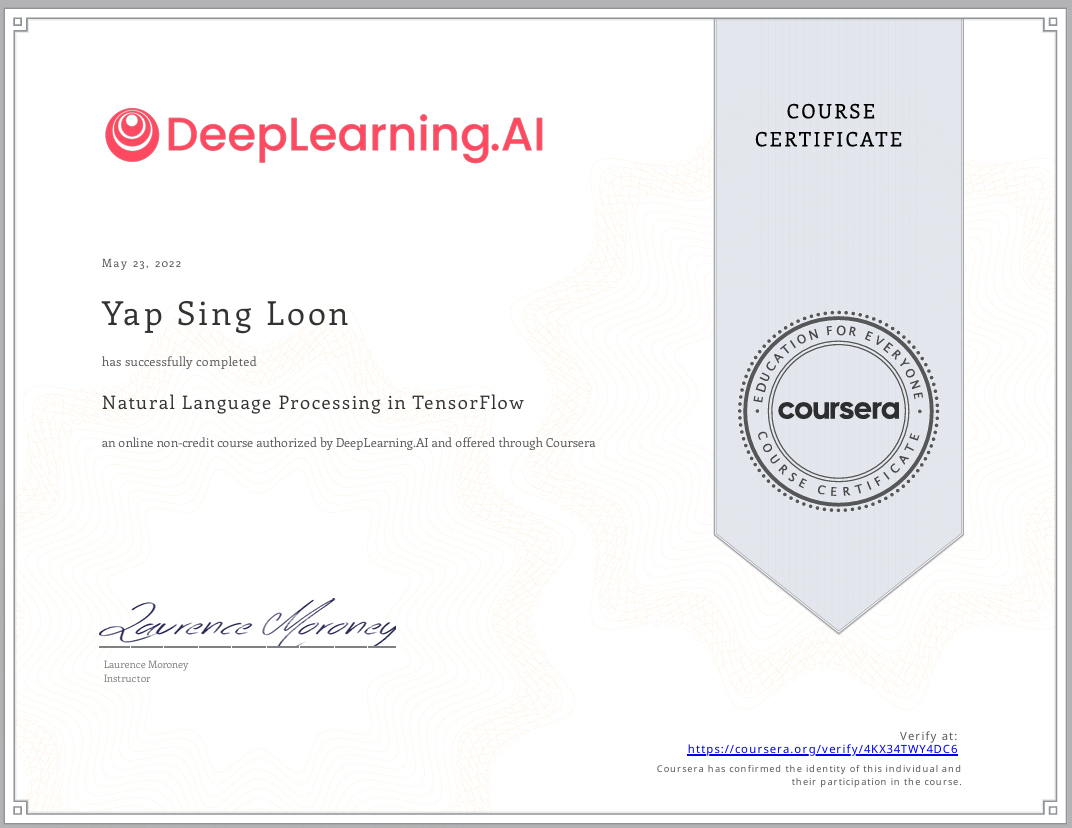 DeepLearning.AI
COURSE
CERTIFICATE
May 23, 2022
Yap Sing Loon
has successfully completed
Natural Language Processing in TensorFlow
an online non-credit course authorized by DeepLearning.AI and offered through Coursera
EDUCATION FOR EVERYONE
coursera
COURSE CERTIFICATE
Laurence Moroney
Laurence Moroney
Instructor
Verify at:
https://coursera.org/verify/4KX34TWY4DC6
Coursera has confirmed the identity of this individual and
their participation in the course.